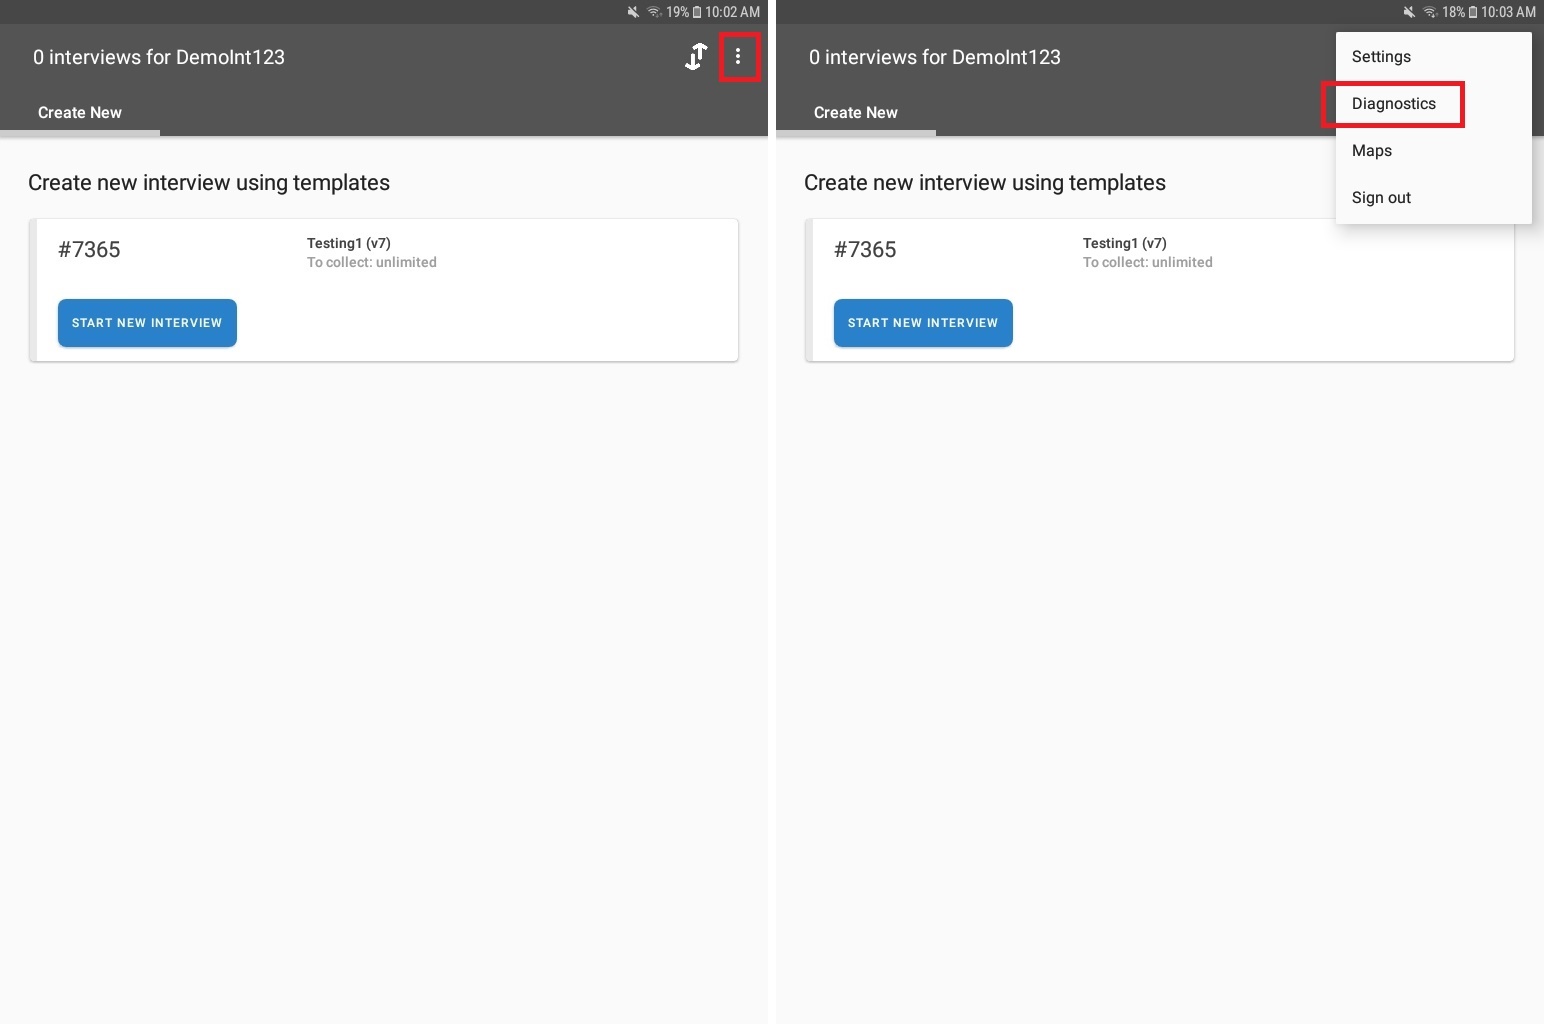 19% 10:02 AM
0 interviews for DemoInt123
Create New
Create new interview using templates
#7365
Testing1 (v7)
To collect: unlimited
START NEW INTERVIEW
18% 10:03 AM
0 interviews for DemoInt123
Settings
Diagnostics
Maps
Sign out
Create New
Create new interview using templates
#7365
Testing1 (v7)
To collect: unlimited
START NEW INTERVIEW